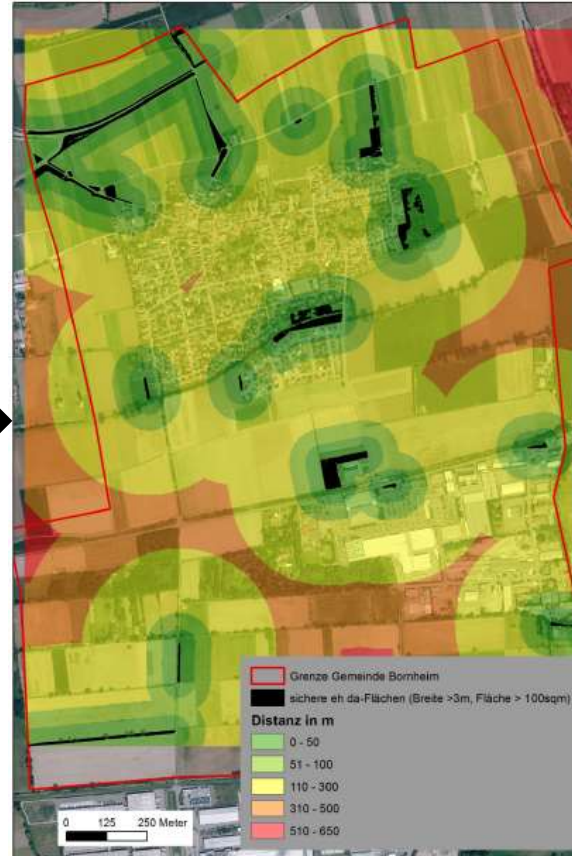 Grenze Gemeinde Bornheim
sichere eh da-Flächen (Breite >3m, Fläche > 100sqm)
Distanz in m
0 - 50
51 - 100
110 - 300
310 - 500
510 - 650
0 125 250 Meter